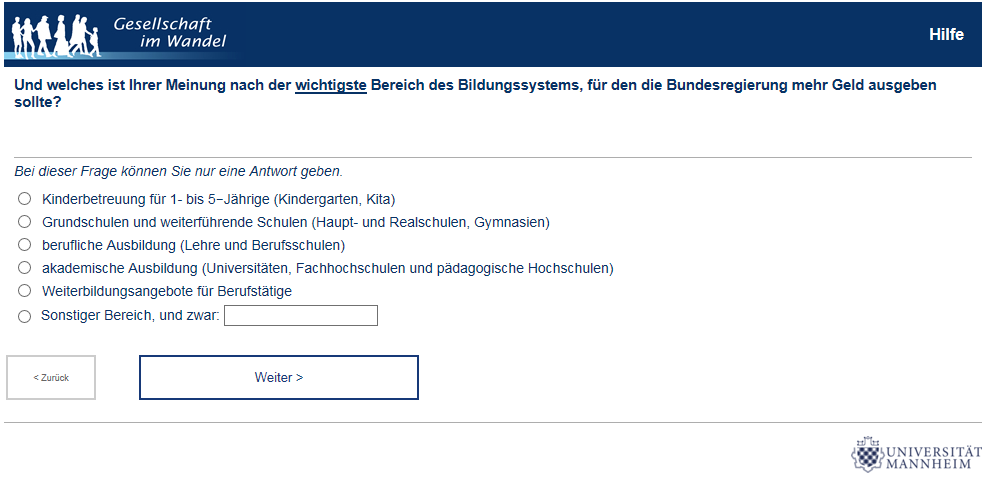 Gesellschaft
im Wandel
Hilfe
Und welches ist Ihrer Meinung nach der wichtigste Bereich des Bildungssystems, für den die Bundesregierung mehr Geld ausgeben
sollte?
Bei dieser Frage können Sie nur eine Antwort geben.
Kinderbetreuung für 1- bis 5-Jährige (Kindergarten, Kita)
Grundschulen und weiterführende Schulen (Haupt- und Realschulen, Gymnasien)
berufliche Ausbildung (Lehre und Berufsschulen)
akademische Ausbildung (Universitäten, Fachhochschulen und pädagogische Hochschulen)
Weiterbildungsangebote für Berufstätige
Sonstiger Bereich, und zwar:
< Zurück
Weiter >
UNIVERSITÄT
MANNHEIM